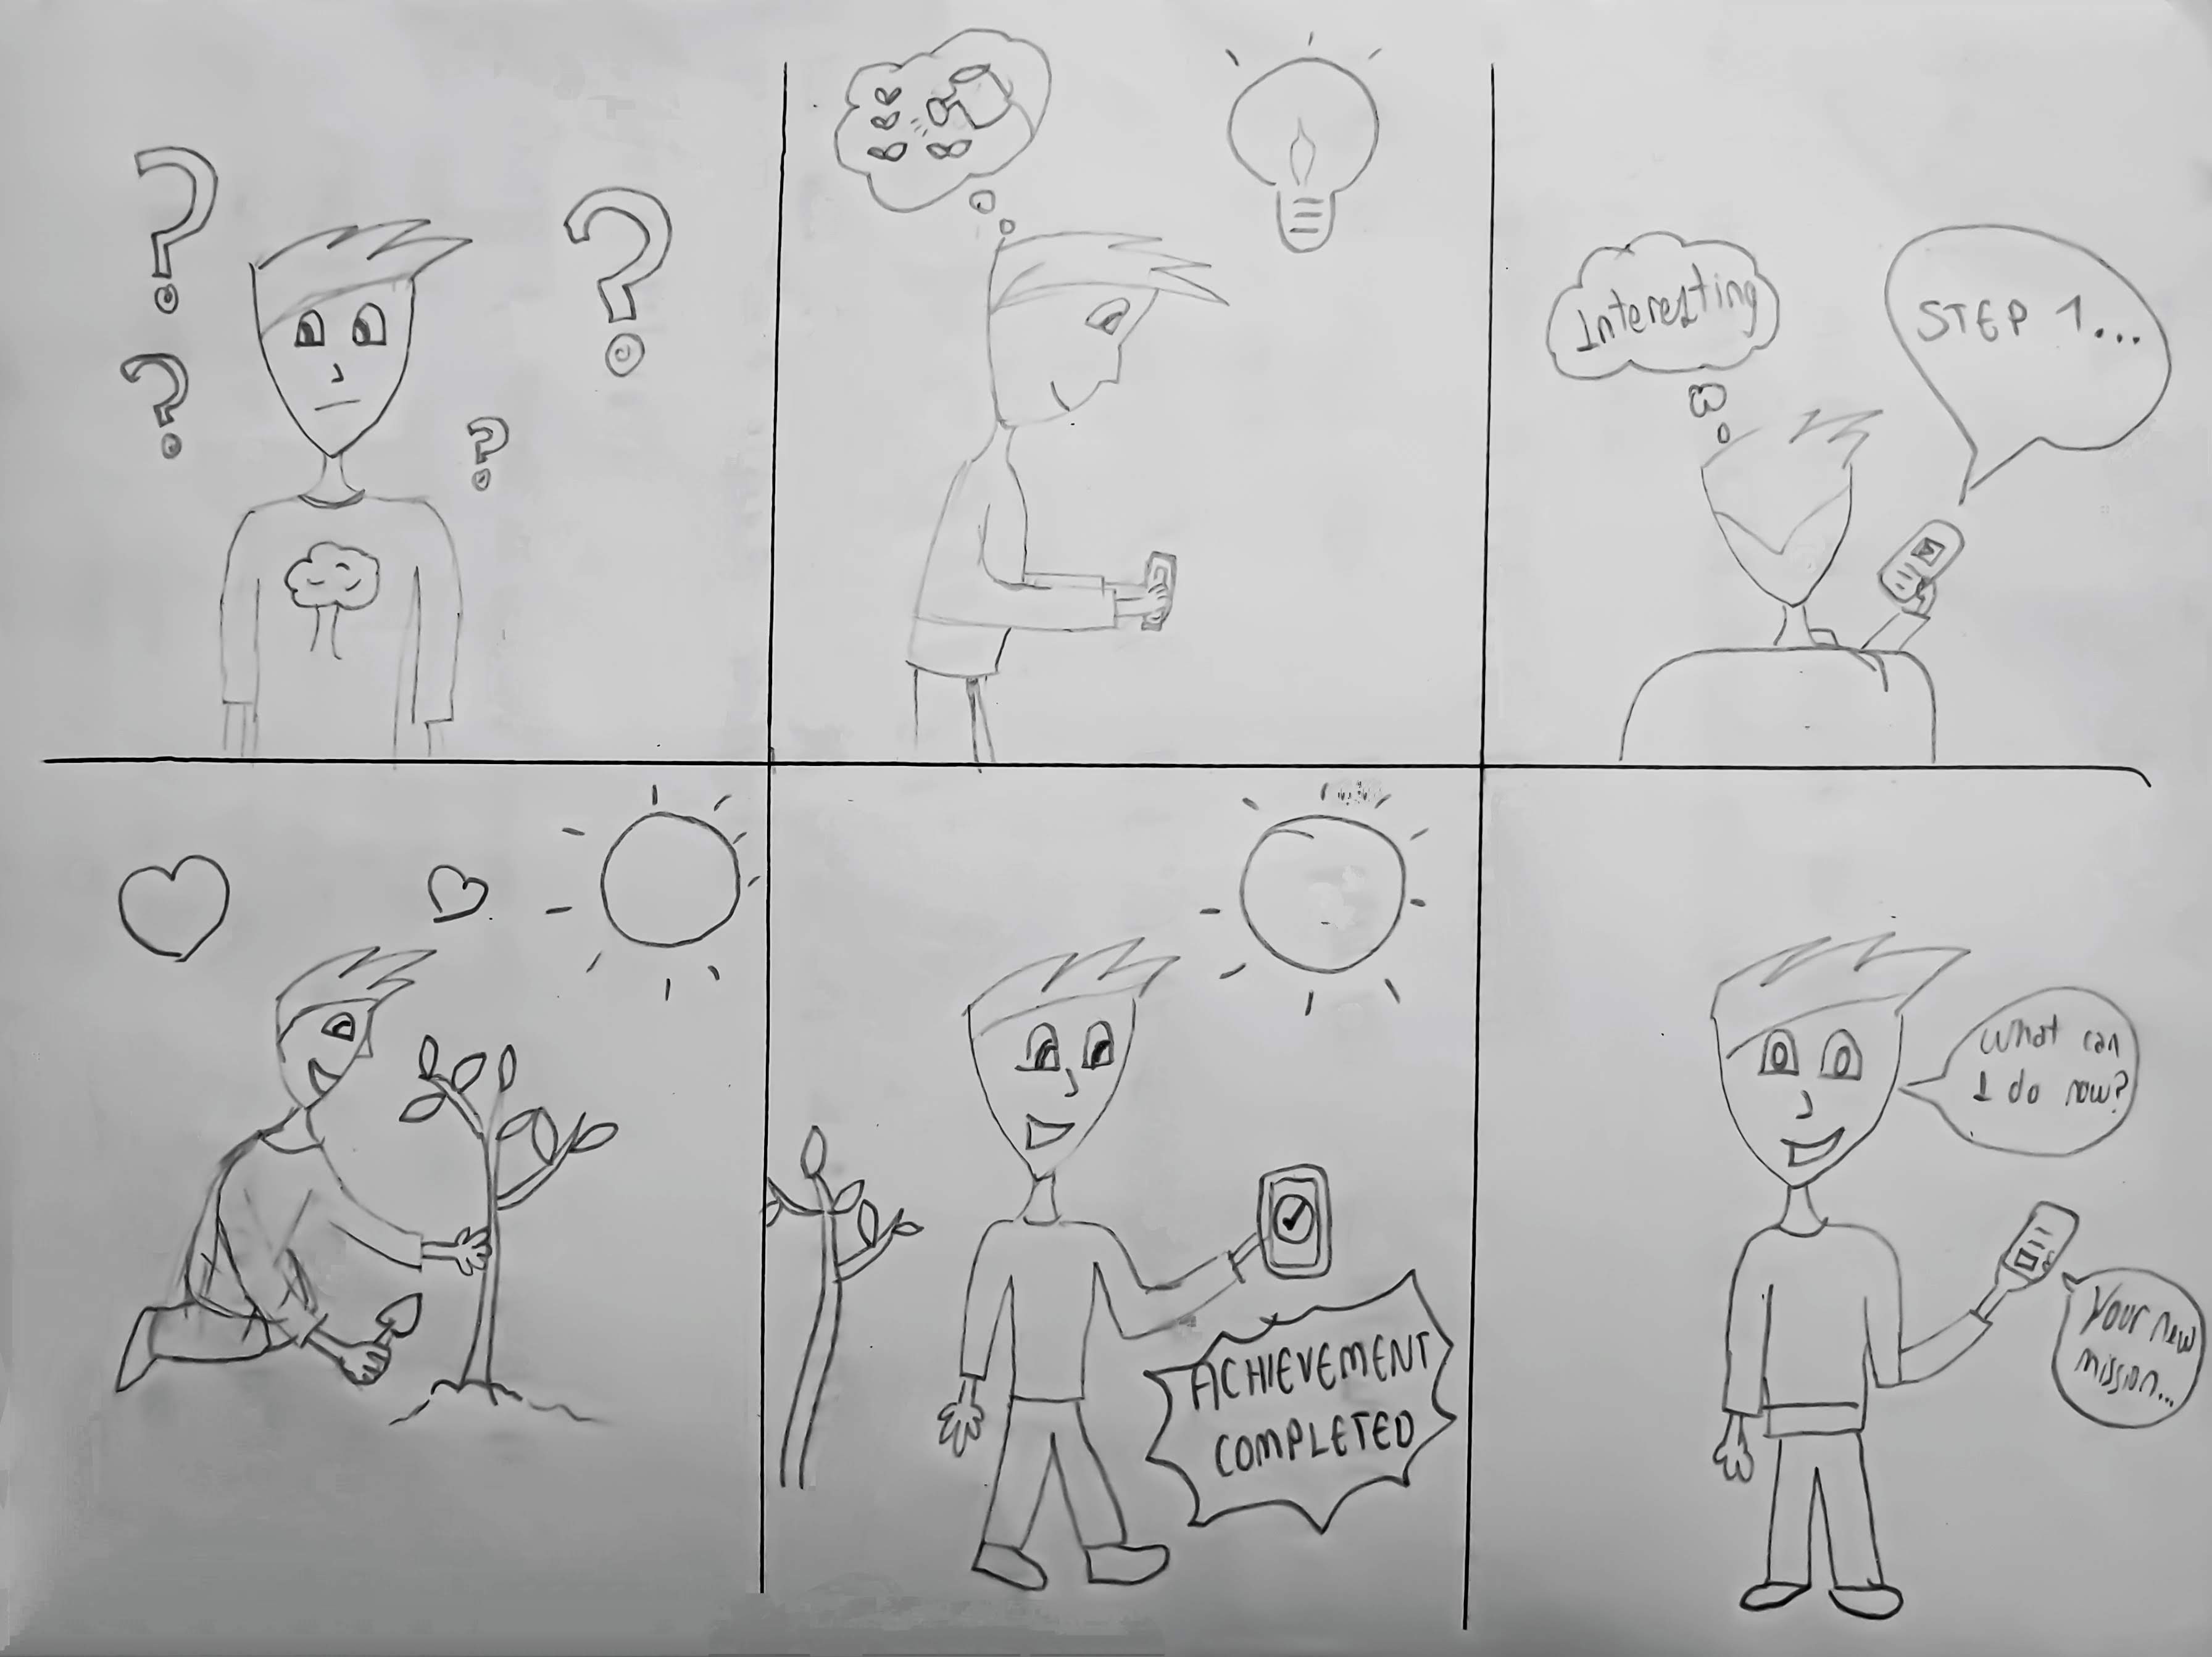 ?
?
?
?
Interesting
STEP 1...
ACHIEVEMENT
COMPLETED
What can
I do now?
Your new
mission...